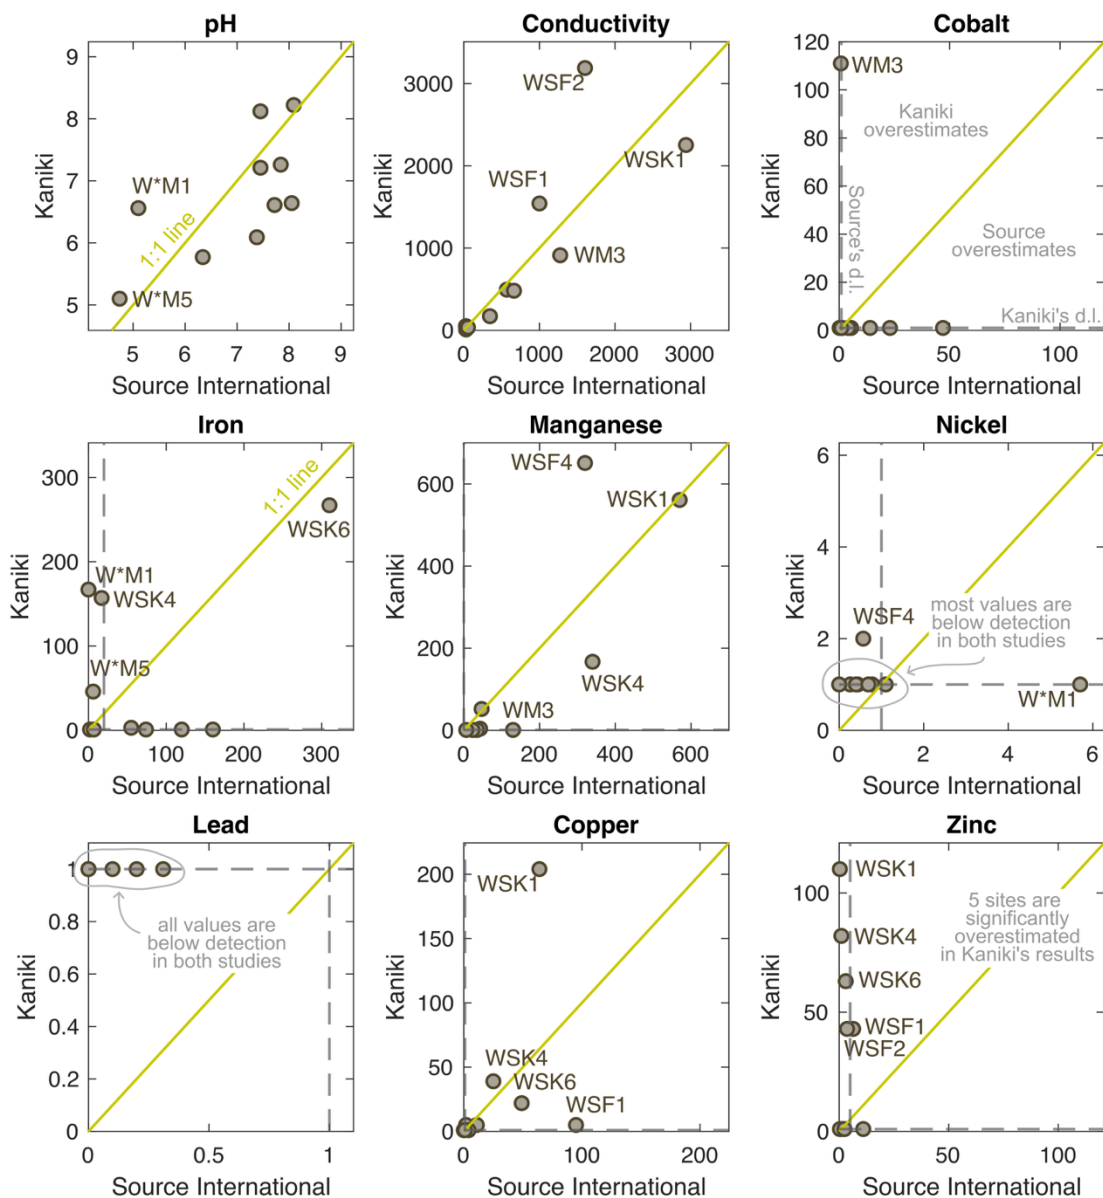 pH
9
8
7
6
5
Kaniki
W*M1
1:1 line
W*M5
5
6
7
8
9
Source International
Conductivity
3000
2000
1000
0
Kaniki
WSF2
WSK1
WSF1
WM3
0
1000
2000
3000
Source International
Cobalt
120
100
80
60
40
20
0
Kaniki
WM3
Kaniki
overestimates
Source's d.l.
Source
overestimates
Kaniki's d.l.
0
50
100
Source International
Iron
300
200
100
0
Kaniki
1:1 line
WSK6
W*M1
WSK4
W*M5
0
100
200
300
Source International
Manganese
600
400
200
0
Kaniki
WSF4
WSK1
WSK4
WM3
0
200
400
600
Source International
Nickel
6
4
2
0
Kaniki
WSF4
most values are
below detection
in both studies
W*M1
0
2
4
6
Source International
Lead
1
0.8
0.6
0.4
0.2
0
Kaniki
all values are
below detection
in both studies
0
0.5
1
Source International
Copper
200
150
100
50
0
Kaniki
WSK1
WSK4
WSK6
WSF1
0
100
200
Source International
Zinc
100
50
0
Kaniki
WSK1
5 sites are
significantly
overestimated
in Kaniki's results
WSK4
WSK6
WSF1
WSF2
0
50
100
Source International